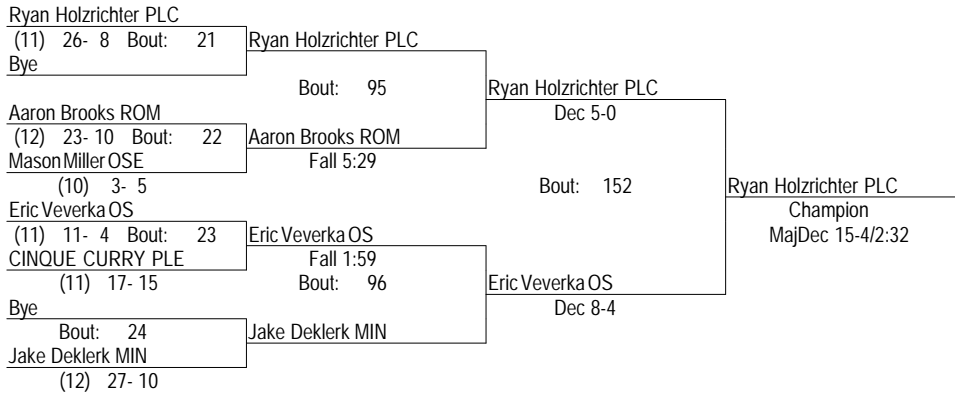 Ryan Holzrichter PLC
(11) 26- 8 Bout: 21
Bye
Ryan Holzrichter PLC
Bout: 95
Aaron Brooks ROM
(12) 23- 10 Bout: 22
Mason Miller OSE
(10) 3- 5
Aaron Brooks ROM
Fall 5:29
Ryan Holzrichter PLC
Dec 5-0
Bout: 152
Eric Veverka OS
(11) 11- 4 Bout: 23
CINQUE CURRY PLE
(11) 17- 15
Eric Veverka OS
Fall 1:59
Bout: 96
Bye
Bout: 24
Jake Deklerk MIN
(12) 27- 10
Jake Deklerk MIN
Eric Veverka OS
Dec 8-4
Ryan Holzrichter PLC
Champion
MajDec 15-4/2:32